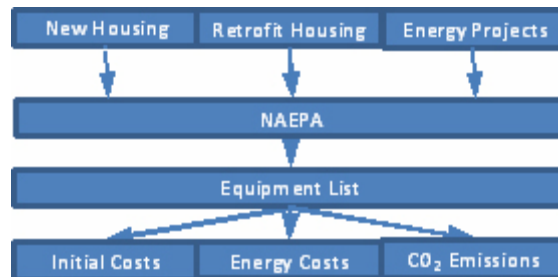 New Housing
Retrofit Housing
Energy Projects
NAEPA
Equipment List
Initial Costs
Energy Costs
CO₂ Emissions